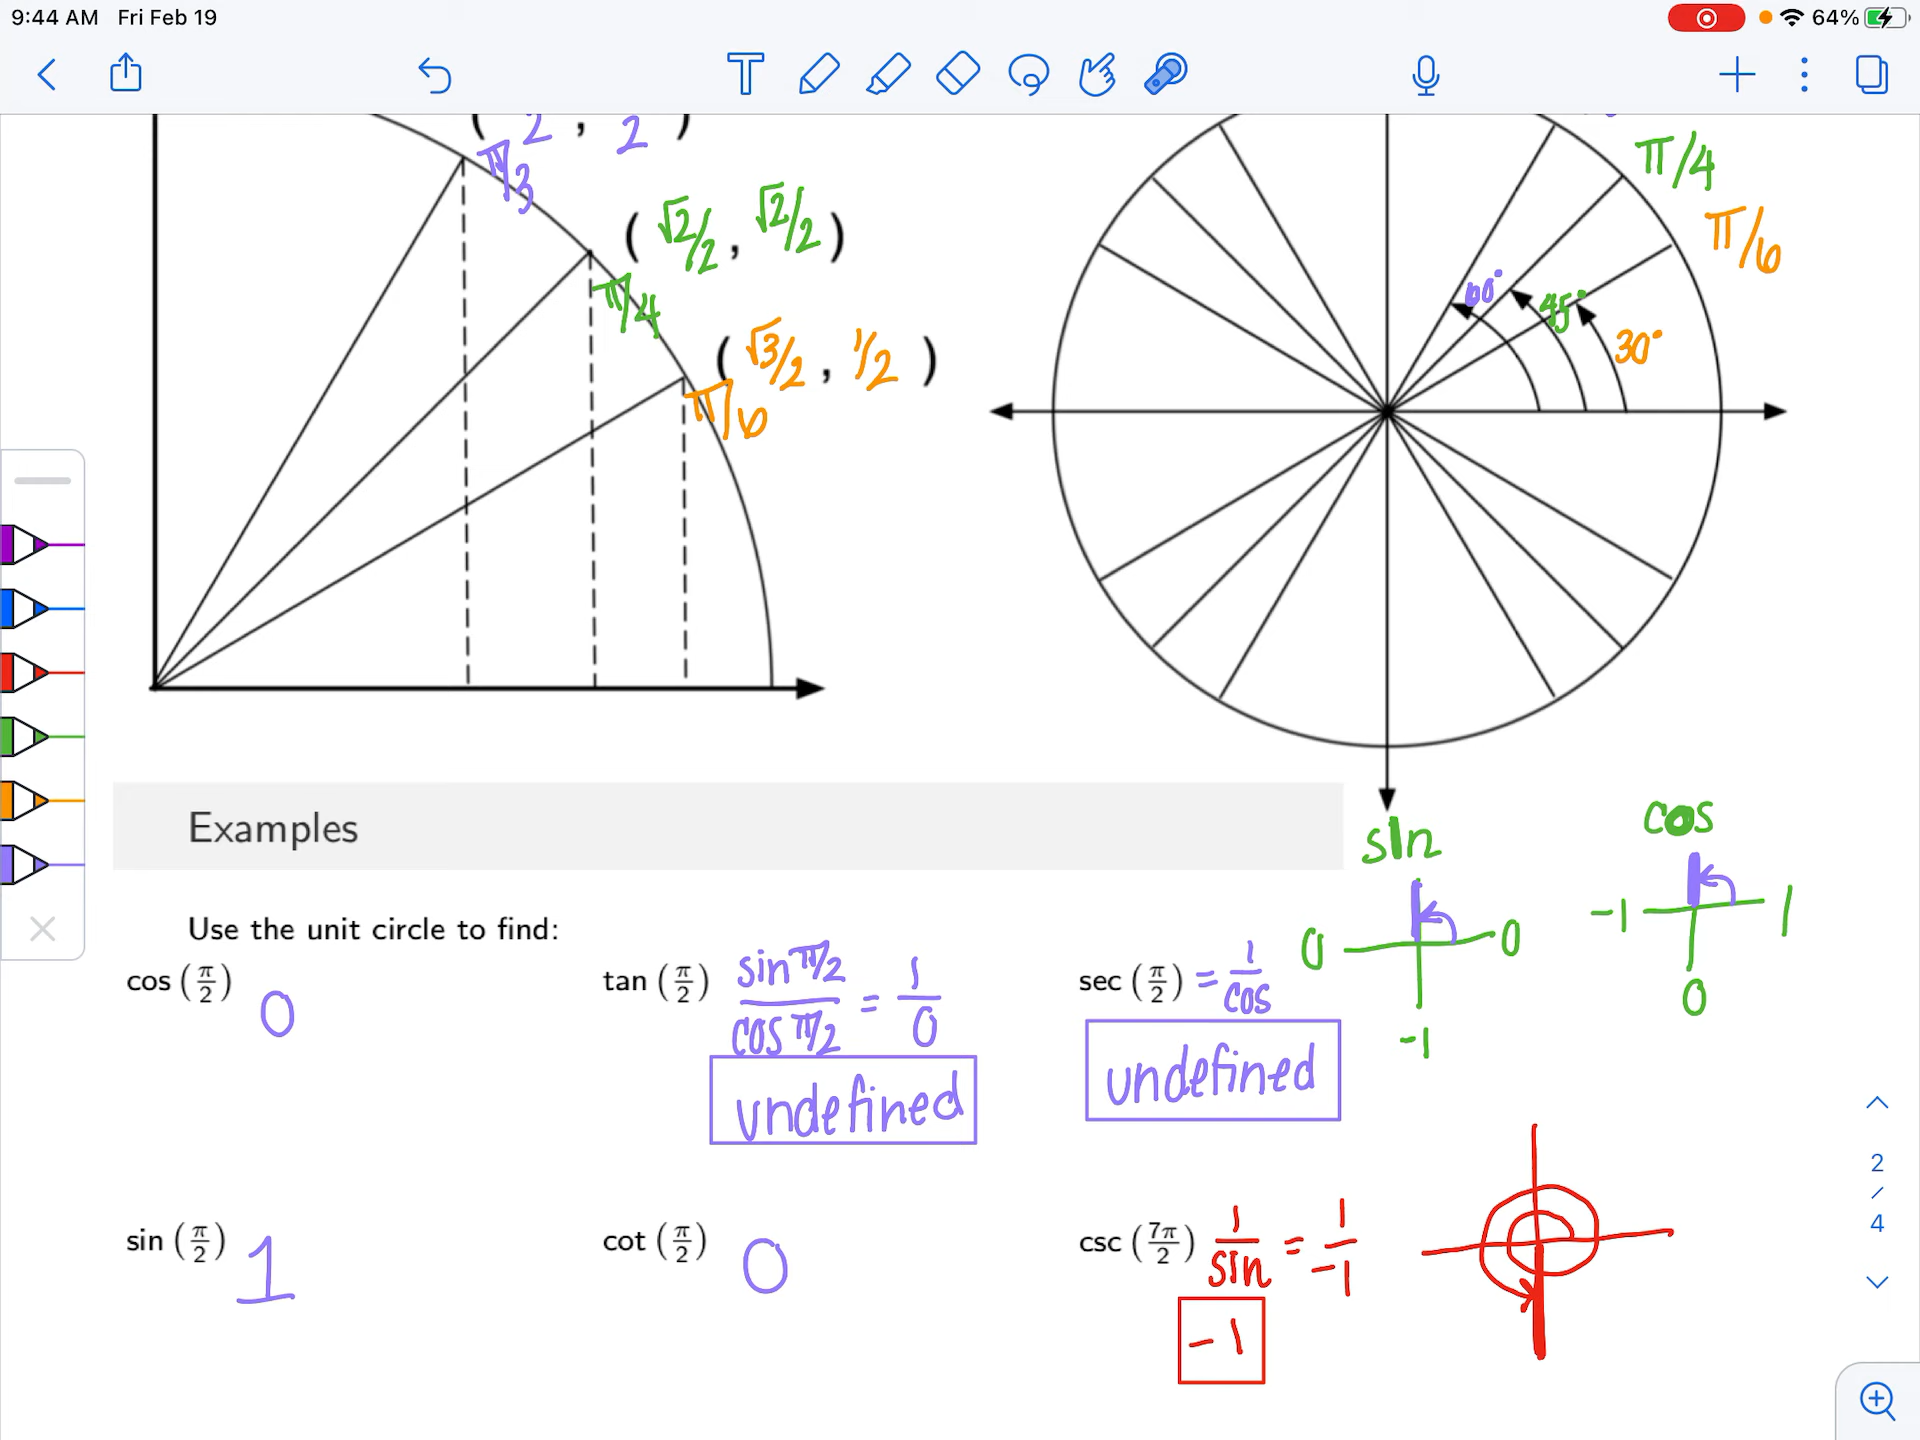 9:44 AM Fri Feb 19 64%
( 2 , 2 )
π/3
( √2/2 , √2/2 )
π/4
( √3/2 , 1/2 )
π/6
π/4
π/6
60° 45° 30°
Examples
sin
cos
0 0
-1
-1 1
0
Use the unit circle to find:
cos (π/2) 0
tan (π/2) sin π/2 / cos π/2 = 1/0
undefined
sec (π/2) = 1/cos
undefined
sin (π/2) 1
cot (π/2) 0
csc (7π/2) 1/sin = 1/-1
-1
2
/
4